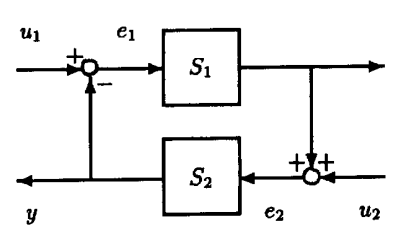 u₁ + e₁ S₁
−
+ +
S₂
y e₂ u₂